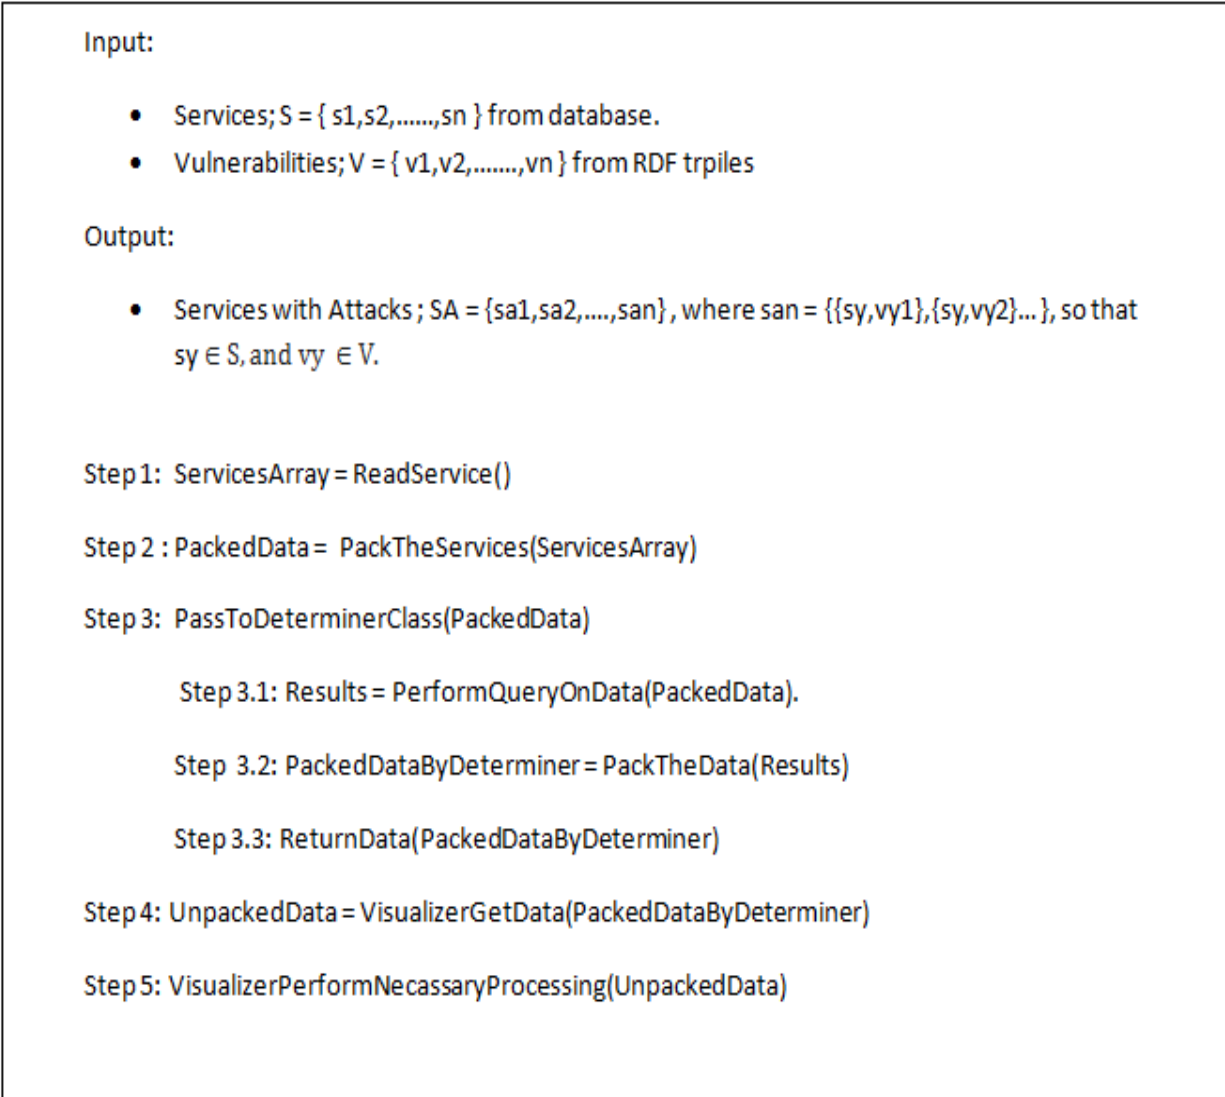 Input:
• Services; S = { s1,s2,......,sn } from database.
• Vulnerabilities; V = { v1,v2,.......,vn } from RDF trpiles
Output:
• Services with Attacks ; SA = {sa1,sa2,....,san} , where san = {{sy,vy1},{sy,vy2}... }, so that
sy ∈ S, and vy ∈ V.
Step 1: ServicesArray = ReadService()
Step 2 : PackedData = PackTheServices(ServicesArray)
Step 3: PassToDeterminerClass(PackedData)
Step 3.1: Results = PerformQueryOnData(PackedData).
Step 3.2: PackedDataByDeterminer = PackTheData(Results)
Step 3.3: ReturnData(PackedDataByDeterminer)
Step 4: UnpackedData = VisualizerGetData(PackedDataByDeterminer)
Step 5: VisualizerPerformNecassaryProcessing(UnpackedData)